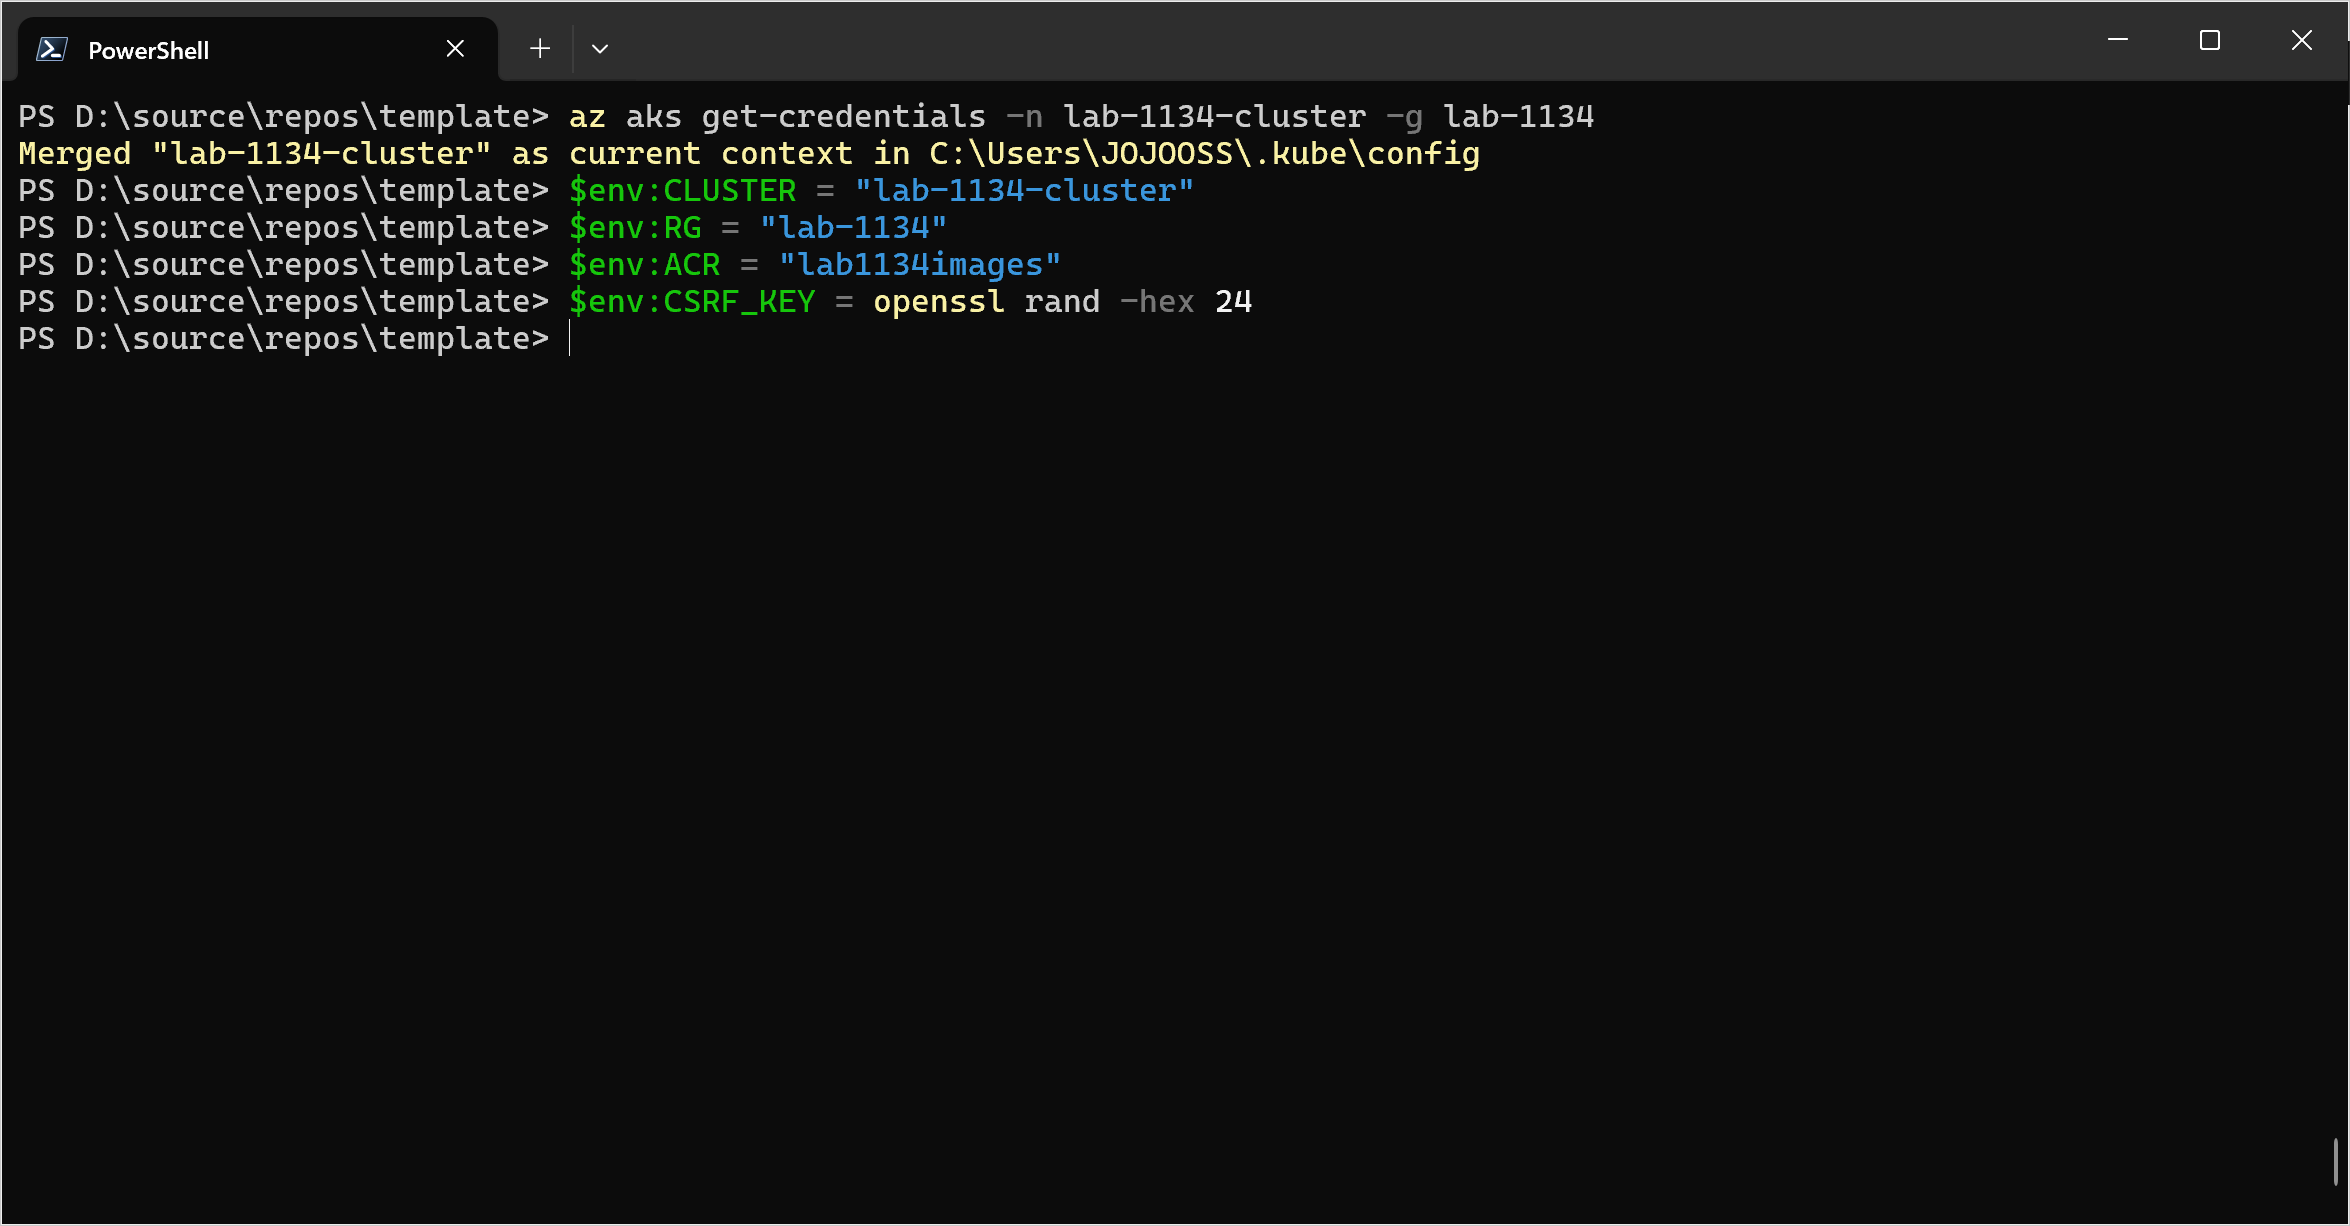 PowerShell
PS D:\source\repos\template> az aks get-credentials -n lab-1134-cluster -g lab-1134
Merged "lab-1134-cluster" as current context in C:\Users\JOJOOSS\.kube\config
PS D:\source\repos\template> $env:CLUSTER = "lab-1134-cluster"
PS D:\source\repos\template> $env:RG = "lab-1134"
PS D:\source\repos\template> $env:ACR = "lab1134images"
PS D:\source\repos\template> $env:CSRF_KEY = openssl rand -hex 24
PS D:\source\repos\template>